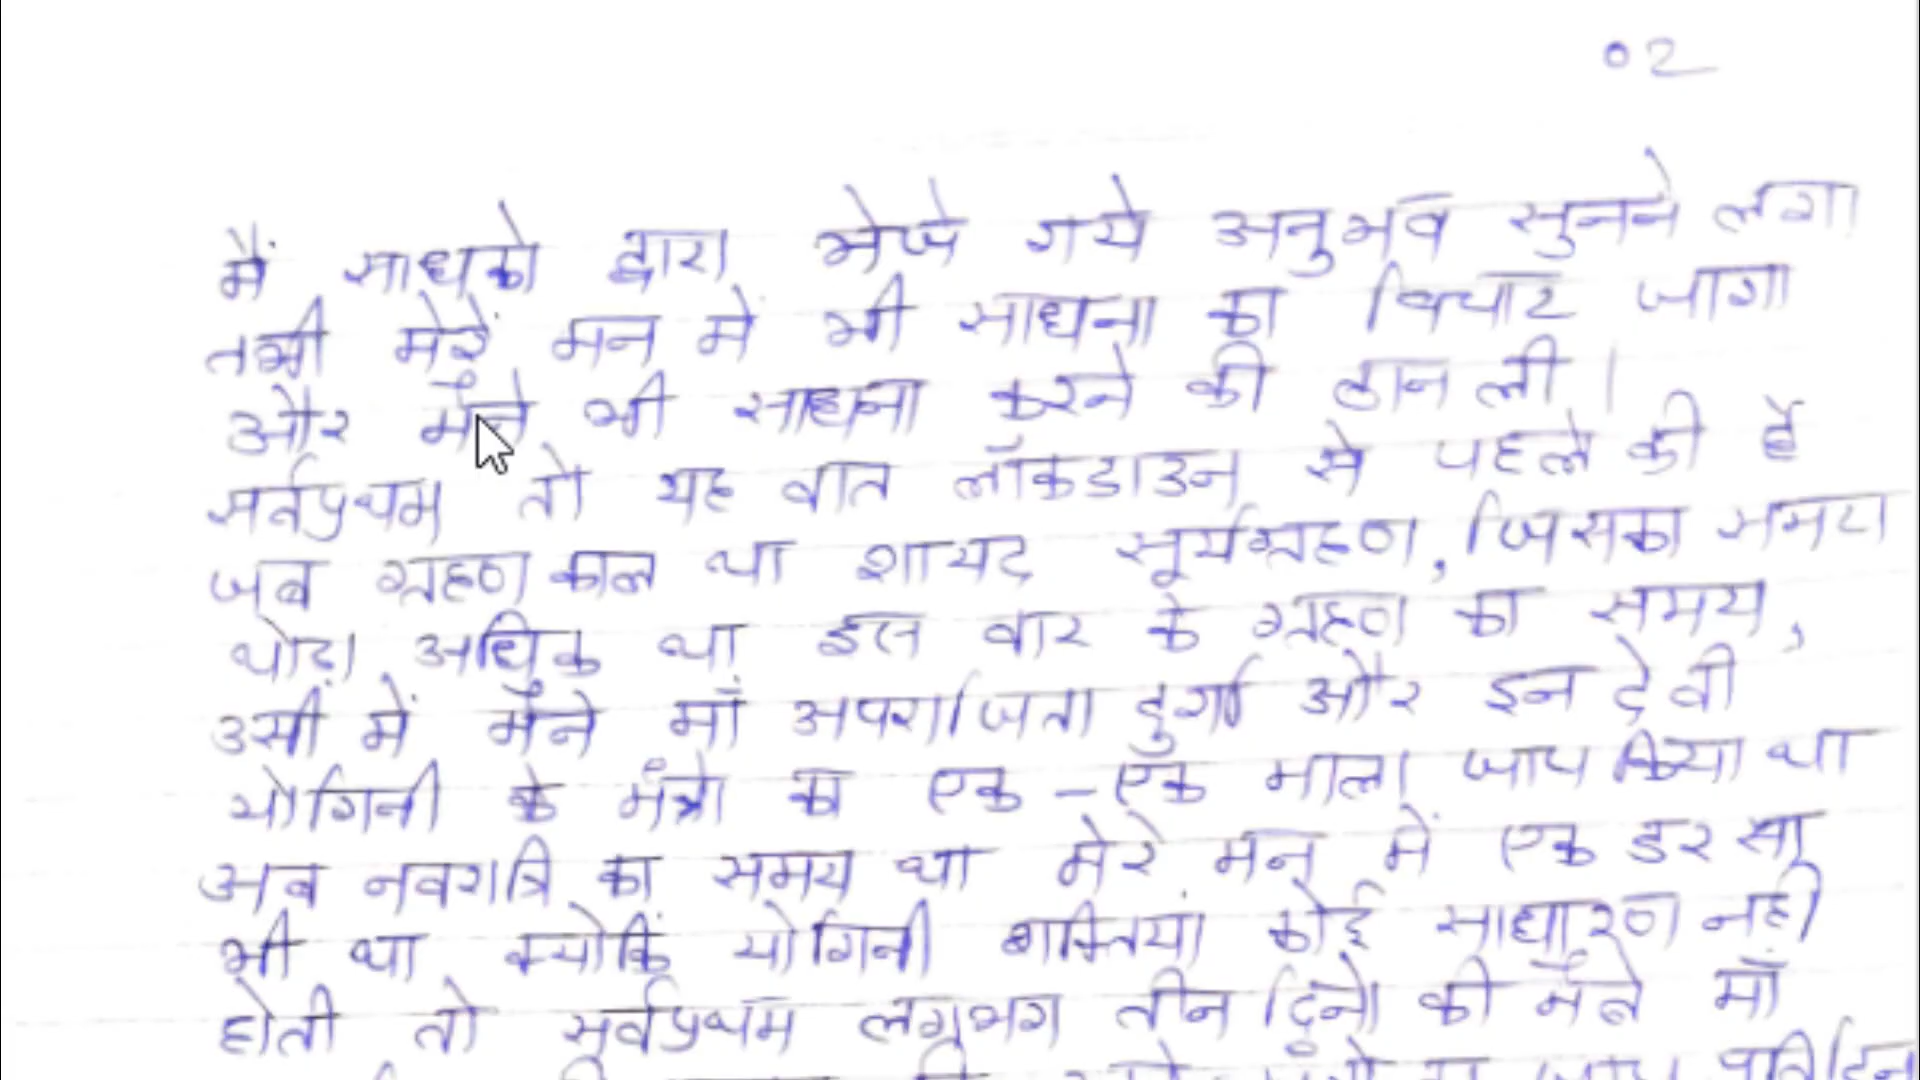 02
मैं साधको द्वारा भेजे गये अनुभव सुनने लगा
तभी मेरें मन मे भी साधना का विचार जागा
और मैंने भी साधना करने की ठान ली।
सर्वप्रथम तो यह बात लॉकडाउन से पहले की है
जब ग्रहण काल था शायद सूर्यग्रहण, जिसका समय
थोड़ा अधिक था इस बार के ग्रहण का समय,
उसी में मैंने माँ अपराजिता दुर्गा और इन देवी
योगिनी के मंत्रो का एक-एक माला जाप किया था
अब नवरात्रि का समय था मेरे मन में एक डर सा
भी था क्योकिं योगिनी शक्तियां कोई साधारण नही
होती तो सर्वप्रथम लगभग तीन दिनो की मैंने माँ
जाप प्रतिदिन